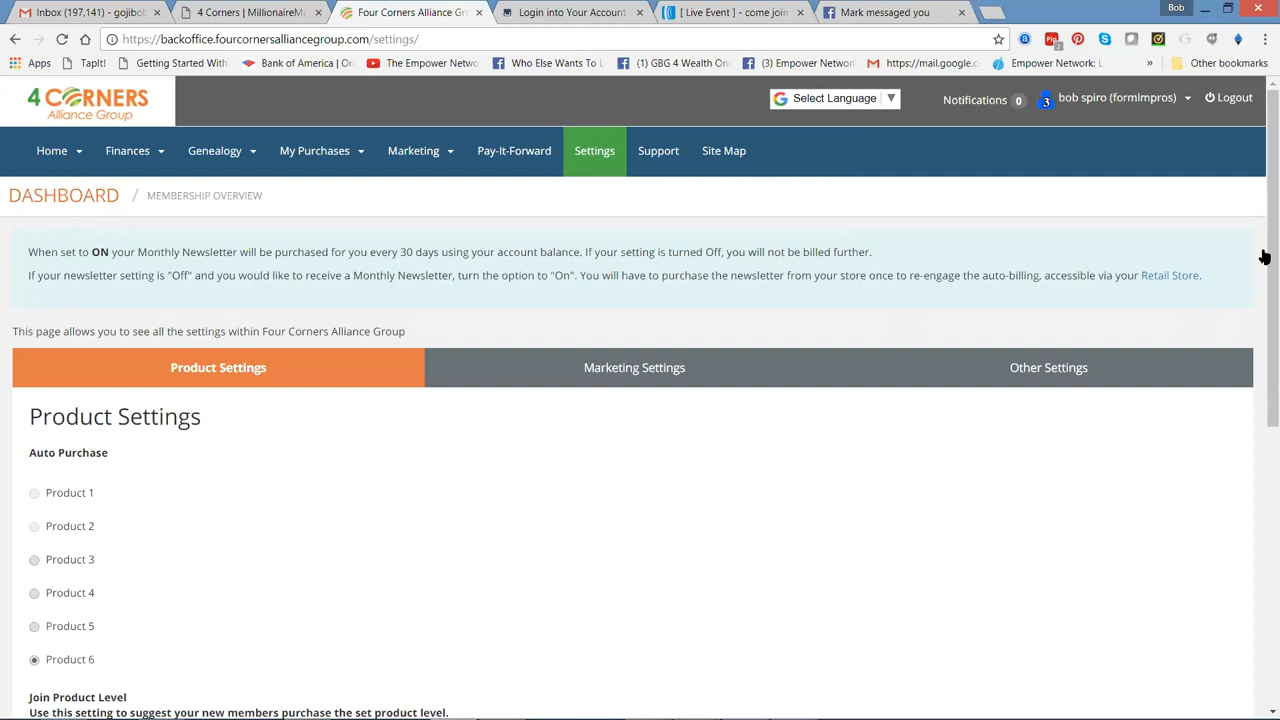 Inbox (197,141) - gojibob
4 Corners | MillionaireM
Four Corners Alliance Gr
Login into Your Account
[ Live Event ] - come join
Mark messaged you
Bob
https://backoffice.fourcornersalliancegroup.com/settings/
Apps
TapIt!
Getting Started With
Bank of America | On
The Empower Netwo
Who Else Wants To L
(1) GBG 4 Wealth On
(3) Empower Network
https://mail.google.c
Empower Network: L
»
Other bookmarks
4 CORNERS
Alliance Group
Select Language ▼
Notifications 0
3
bob spiro (formlmpros)
Logout
Home
Finances
Genealogy
My Purchases
Marketing
Pay-It-Forward
Settings
Support
Site Map
DASHBOARD / MEMBERSHIP OVERVIEW
When set to ON your Monthly Newsletter will be purchased for you every 30 days using your account balance. If your setting is turned Off, you will not be billed further.
If your newsletter setting is "Off" and you would like to receive a Monthly Newsletter, turn the option to "On". You will have to purchase the newsletter from your store once to re-engage the auto-billing, accessible via your Retail Store.
This page allows you to see all the settings within Four Corners Alliance Group
Product Settings
Marketing Settings
Other Settings
Product Settings
Auto Purchase
Product 1
Product 2
Product 3
Product 4
Product 5
Product 6
Join Product Level
Use this setting to suggest your new members purchase the set product level.